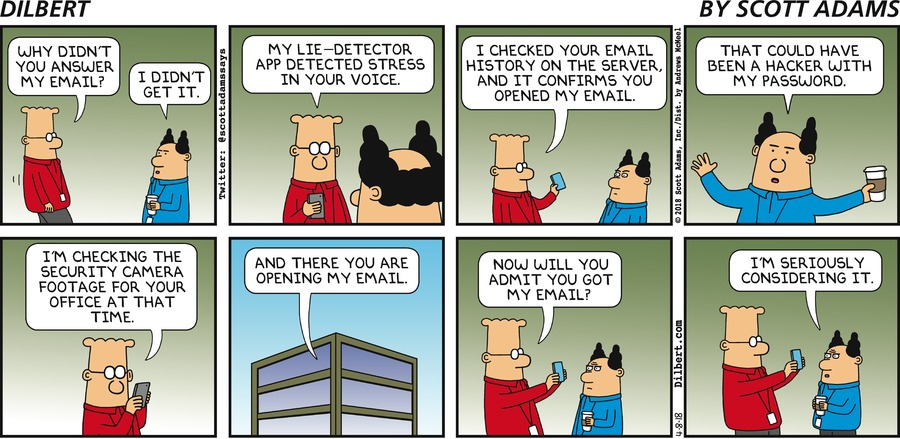 DILBERT
BY SCOTT ADAMS
WHY DIDN'T
YOU ANSWER
MY EMAIL?
I DIDN'T
GET IT.
Twitter: @scottadamssays
MY LIE-DETECTOR
APP DETECTED STRESS
IN YOUR VOICE.
I CHECKED YOUR EMAIL
HISTORY ON THE SERVER,
AND IT CONFIRMS YOU
OPENED MY EMAIL.
© 2018 Scott Adams, Inc./Dist. by Andrews McMeel
THAT COULD HAVE
BEEN A HACKER WITH
MY PASSWORD.
I'M CHECKING THE
SECURITY CAMERA
FOOTAGE FOR YOUR
OFFICE AT THAT
TIME.
AND THERE YOU ARE
OPENING MY EMAIL.
NOW WILL YOU
ADMIT YOU GOT
MY EMAIL?
4-8-18 Dilbert.com
I'M SERIOUSLY
CONSIDERING IT.